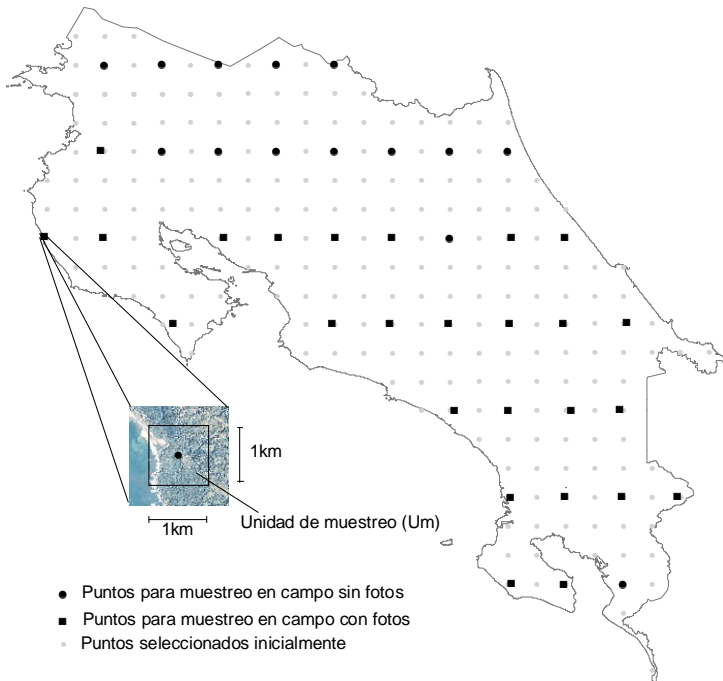 1km
1km
Unidad de muestreo (Um)
Puntos para muestreo en campo sin fotos
Puntos para muestreo en campo con fotos
Puntos seleccionados inicialmente